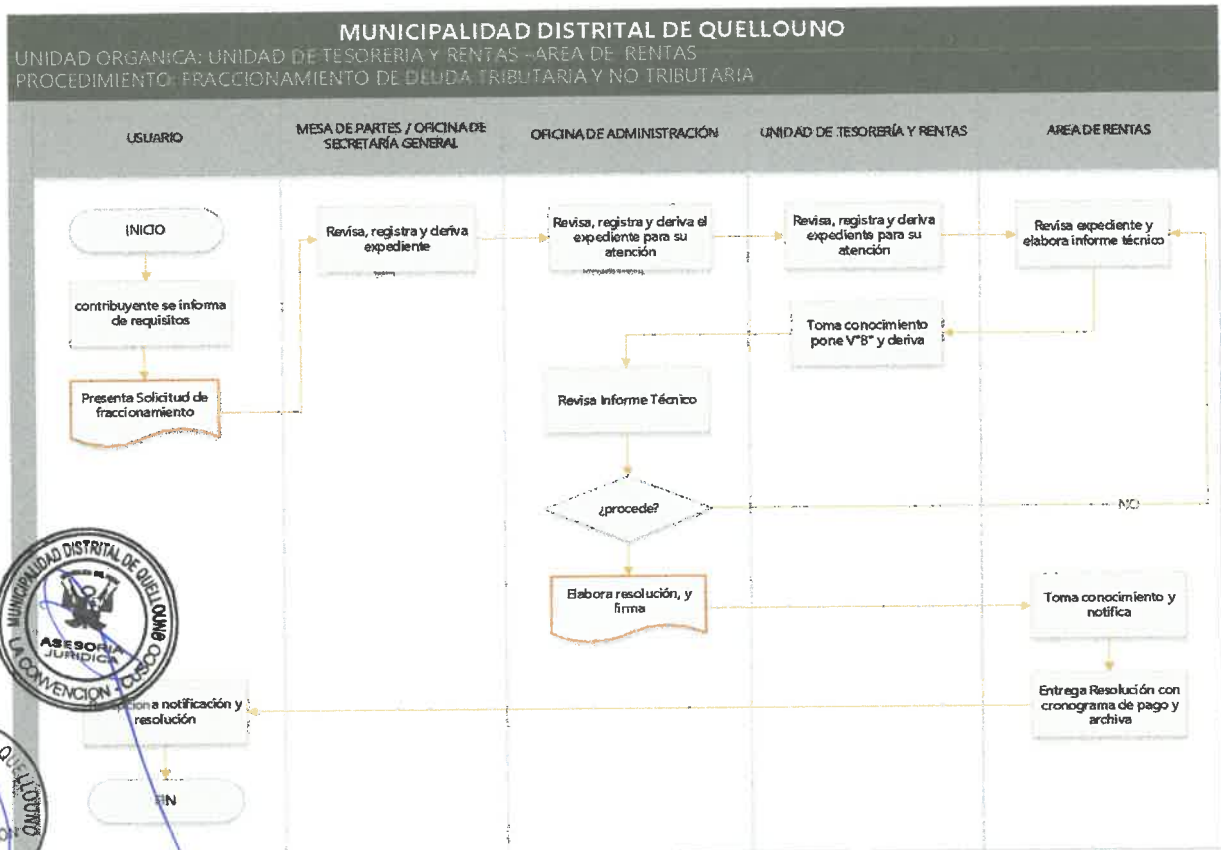 MUNICIPALIDAD DISTRITAL DE QUELLOUNO
UNIDAD ORGANICA: UNIDAD DE TESORERIA Y RENTAS -AREA DE RENTAS
PROCEDIMIENTO: FRACCIONAMIENTO DE DEUDA TRIBUTARIA Y NO TRIBUTARIA
USUARIO
MESA DE PARTES / OFICINA DE
SECRETARÍA GENERAL
OFICINA DE ADMINISTRACIÓN
UNIDAD DE TESORERÍA Y RENTAS
AREA DE RENTAS
INICIO
contribuyente se informa
de requisitos
Presenta Solicitud de
fraccionamiento
Revisa, registra y deriva
expediente
Revisa, registra y deriva el
expediente para su
atención
Revisa, registra y deriva
expediente para su
atención
Revisa expediente y
elabora informe técnico
Toma conocimiento
pone V°B° y deriva
Revisa Informe Técnico
¿procede?
NO
Elabora resolución, y
firma
Toma conocimiento y
notifica
Entrega Resolución con
cronograma de pago y
archiva
a notificación y
resolución
FIN
MUNICIPALIDAD DISTRITAL DE QUELLOUNO
ASESORIA
JURIDICA
LA CONVENCION - CUSCO